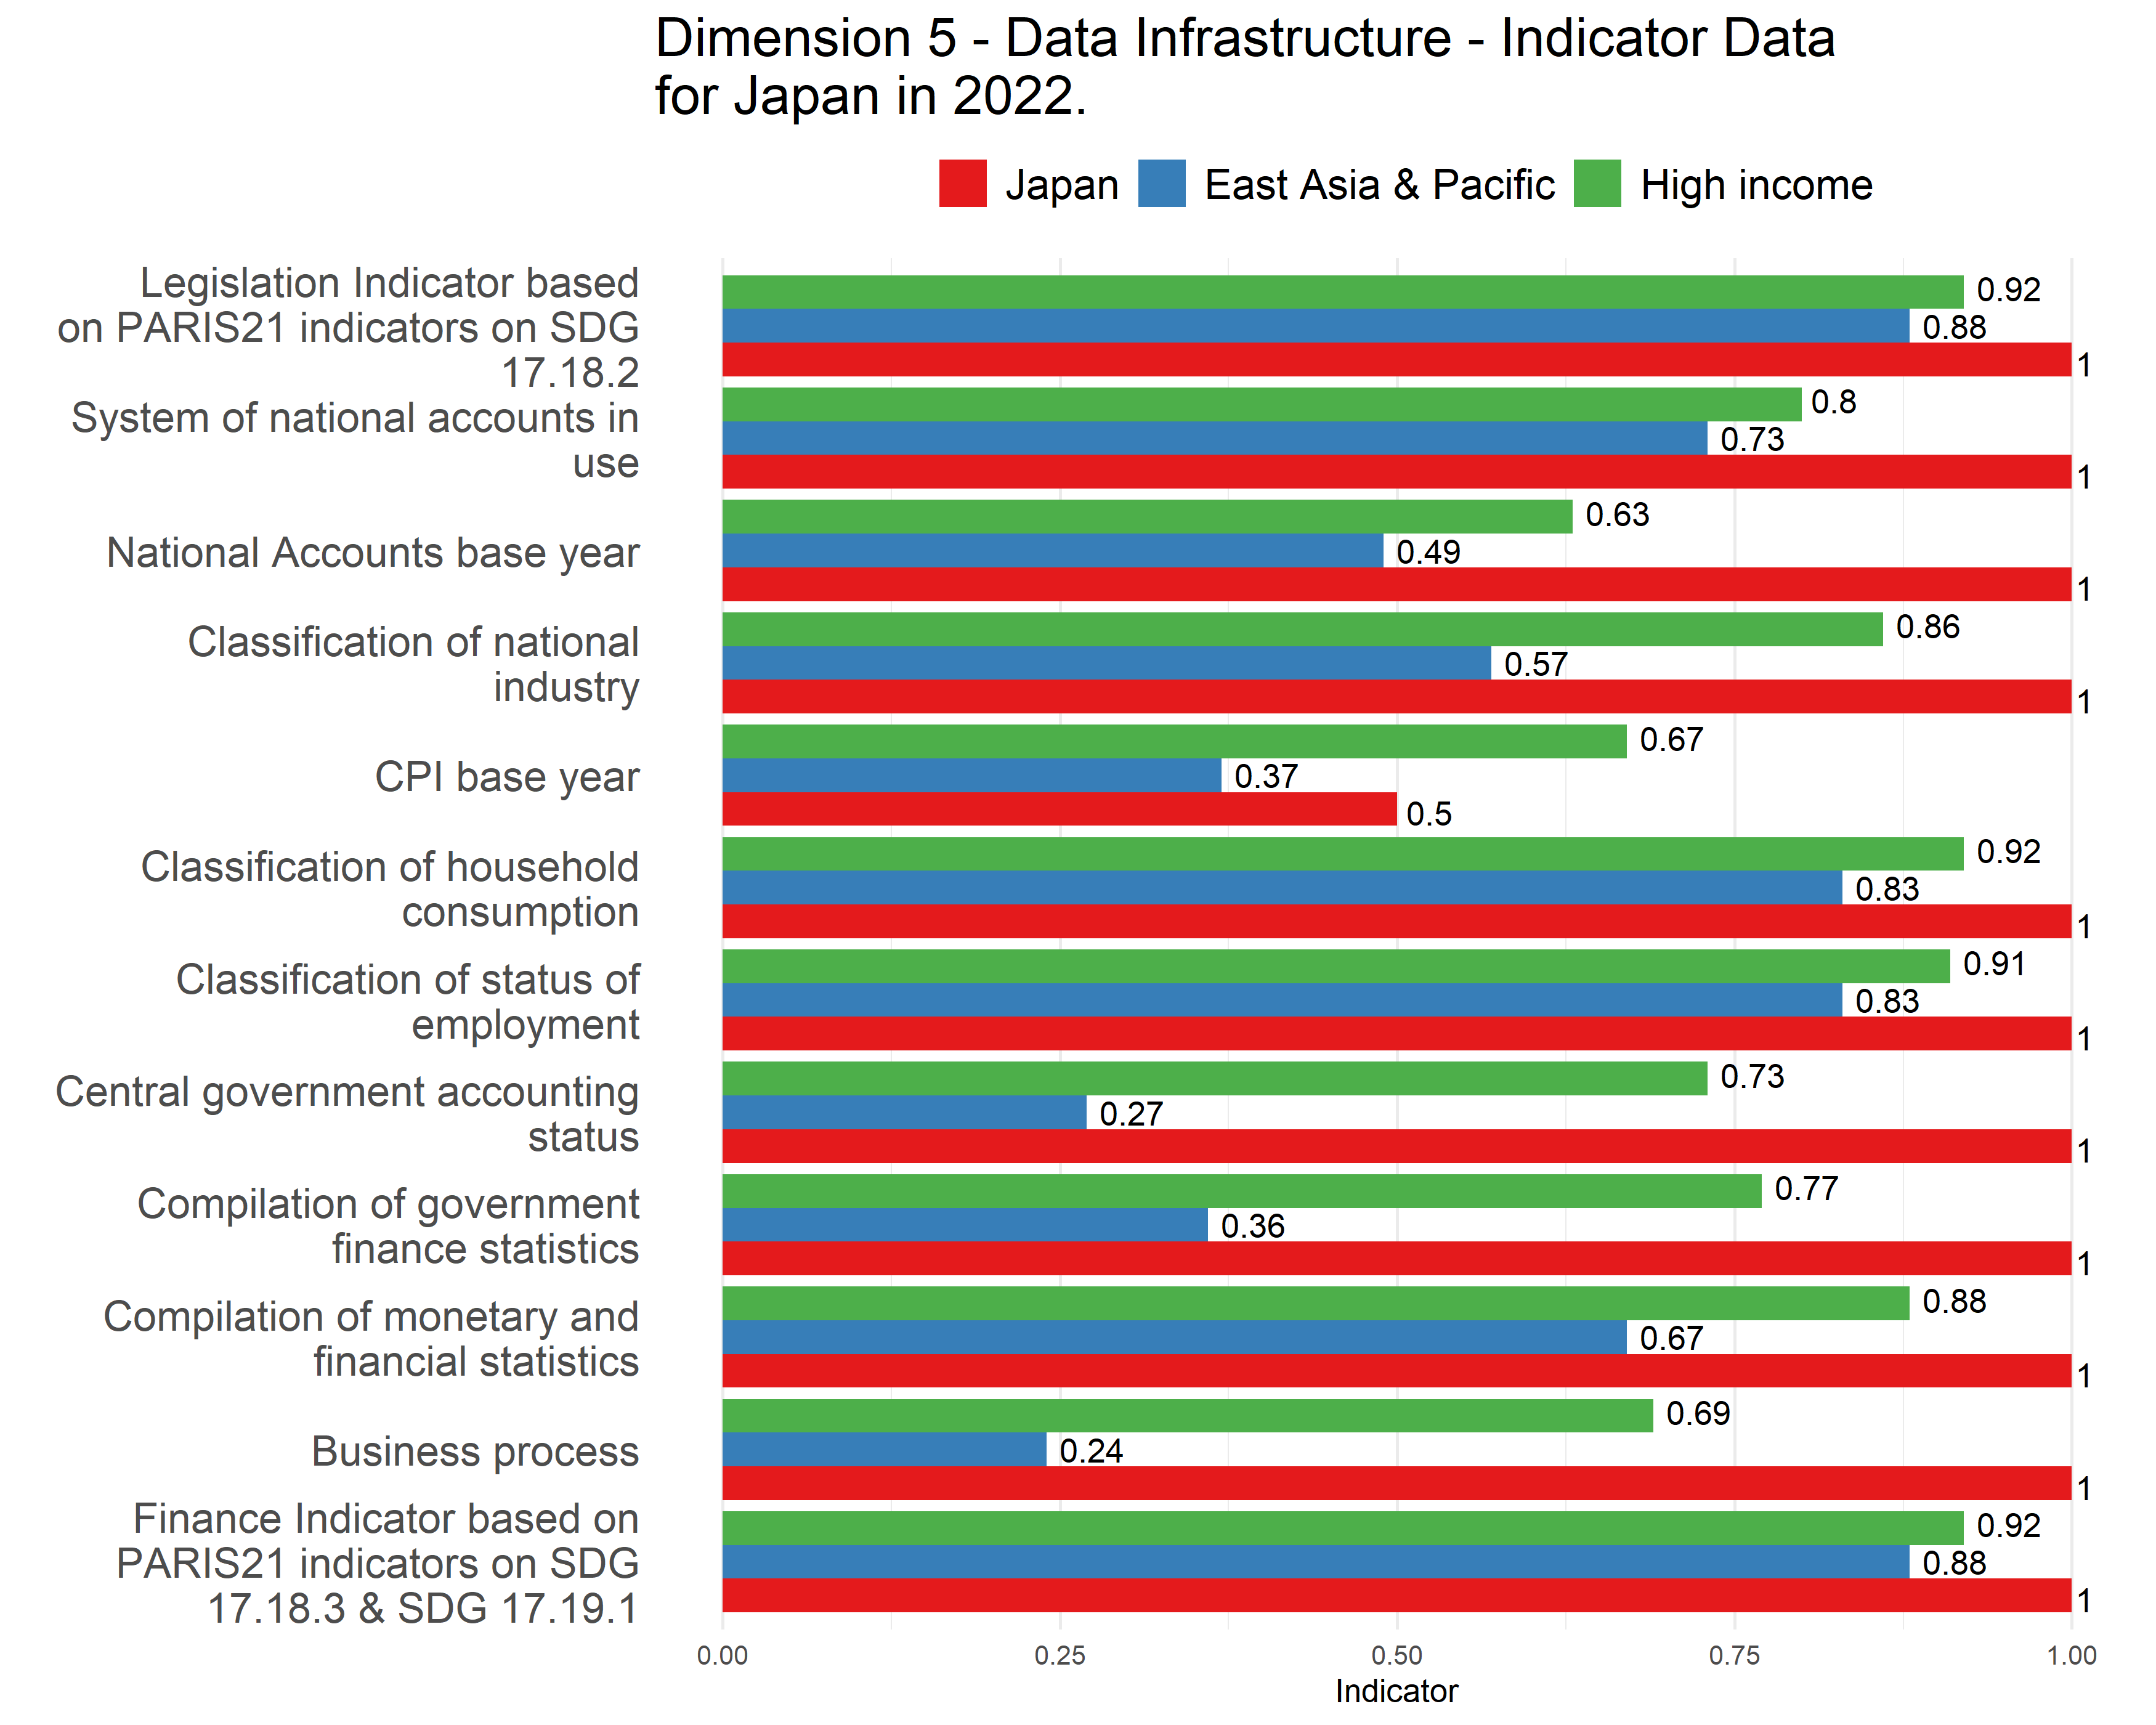 Dimension 5 - Data Infrastructure - Indicator Data
for Japan in 2022.
Japan East Asia & Pacific High income
Legislation Indicator based
on PARIS21 indicators on SDG
17.18.2
0.92
0.88
1
System of national accounts in
use
0.8
0.73
1
National Accounts base year
0.63
0.49
1
Classification of national
industry
0.86
0.57
1
CPI base year
0.67
0.37
0.5
Classification of household
consumption
0.92
0.83
1
Classification of status of
employment
0.91
0.83
1
Central government accounting
status
0.73
0.27
1
Compilation of government
finance statistics
0.77
0.36
1
Compilation of monetary and
financial statistics
0.88
0.67
1
Business process
0.69
0.24
1
Finance Indicator based on
PARIS21 indicators on SDG
17.18.3 & SDG 17.19.1
0.92
0.88
1
0.00 0.25 0.50 0.75 1.00
Indicator